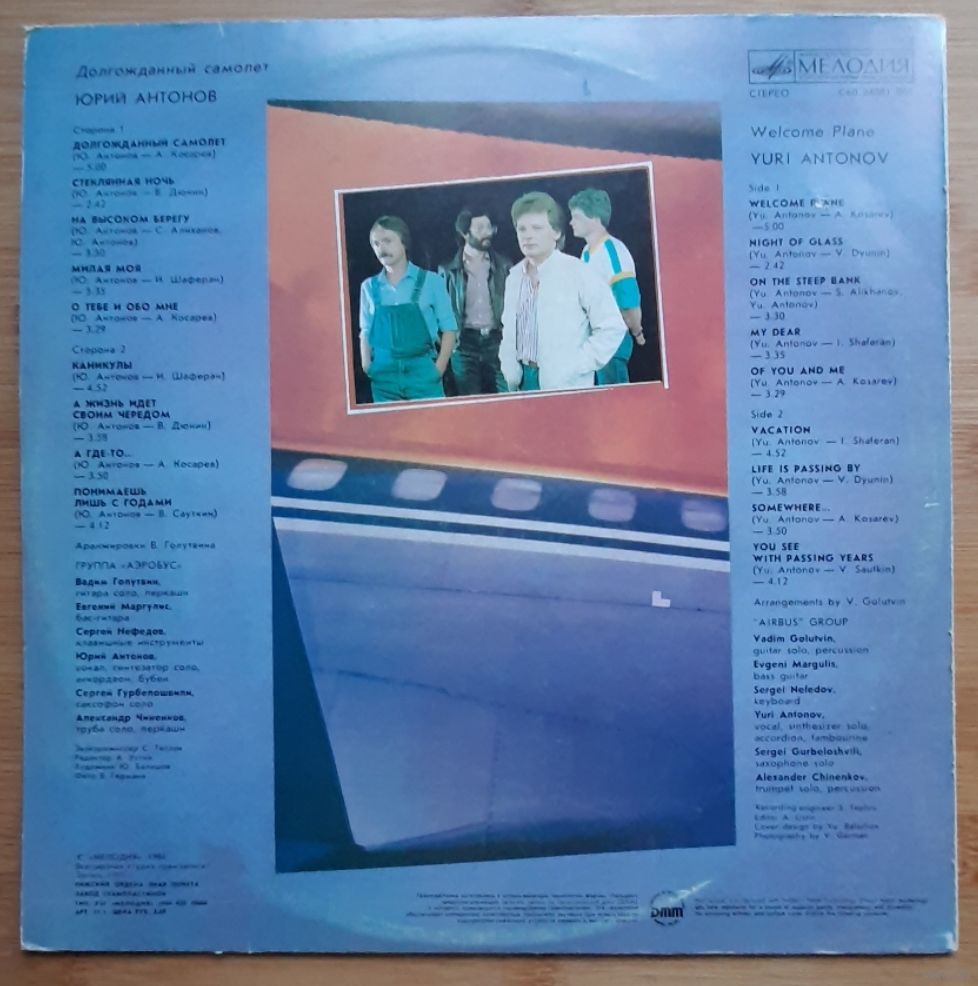 Долгожданный самолет
ЮРИЙ АНТОНОВ
Сторона 1
ДОЛГОЖДАННЫЙ САМОЛЕТ
(Ю. Антонов — А. Косарев)
— 5.00
СТЕКЛЯННАЯ НОЧЬ
(Ю. Антонов — В. Дюнин)
— 2.42
НА ВЫСОКОМ БЕРЕГУ
(Ю. Антонов — С. Алиханов,
Ю. Антонов)
— 3.30
МИЛАЯ МОЯ
(Ю. Антонов — И. Шаферан)
— 3.35
О ТЕБЕ И ОБО МНЕ
(Ю. Антонов — А. Косарев)
— 3.29
Сторона 2
КАНИКУЛЫ
(Ю. Антонов — И. Шаферан)
— 4.52
А ЖИЗНЬ ИДЕТ
СВОИМ ЧЕРЕДОМ
(Ю. Антонов — В. Дюнин)
— 3.58
А ГДЕ-ТО...
(Ю. Антонов — А. Косарев)
— 3.50
ПОНИМАЕШЬ
ЛИШЬ С ГОДАМИ
(Ю. Антонов — В. Сауткин)
— 4.12
Аранжировки В. Голутвина
ГРУППА «АЭРОБУС»
Вадим Голутвин,
гитара соло, перкашн
Евгений Маргулис,
бас-гитара
Сергей Нефедов,
клавишные инструменты
Юрий Антонов,
вокал, синтезатор соло,
аккордеон, бубен
Сергей Гурбелошвили,
саксофон соло
Александр Чиненков,
труба соло, перкашн
Звукорежиссер С.
Редактор
Художник Ю. Балашов
Фото В. Герман
МЕЛОДИЯ
СТЕРЕО
Welcome Plane
YURI ANTONOV
Side 1
WELCOME PLANE
(Yu. Antonov — A. Kosarev)
— 5.00
NIGHT OF GLASS
(Yu. Antonov — V. Dyunin)
— 2.42
ON THE STEEP BANK
(Yu. Antonov — S. Alikhanov,
Yu. Antonov)
— 3.30
MY DEAR
(Yu. Antonov — I. Shaferan)
— 3.35
OF YOU AND ME
(Yu. Antonov — A. Kosarev)
— 3.29
Side 2
VACATION
(Yu. Antonov — I. Shaferan)
— 4.52
LIFE IS PASSING BY
(Yu. Antonov — V. Dyunin)
— 3.58
SOMEWHERE...
(Yu. Antonov — A. Kosarev)
— 3.50
YOU SEE
WITH PASSING YEARS
(Yu. Antonov — V. Sautkin)
— 4.12
Arrangements by V. Golutvin
"AIRBUS" GROUP
Vadim Golutvin,
guitar solo, percussion
Evgeni Margulis,
bass guitar
Sergei Nefedov,
keyboard
Yuri Antonov,
vocal, sinthesizer solo,
accordion, tambourine
Sergei Gurbeloshvili,
saxophone solo
Alexander Chinenkov,
trumpet solo, percussion
Recording engineer S.
Editor A.
Cover design by Yu. Balashov
Photography by V. German
DMM